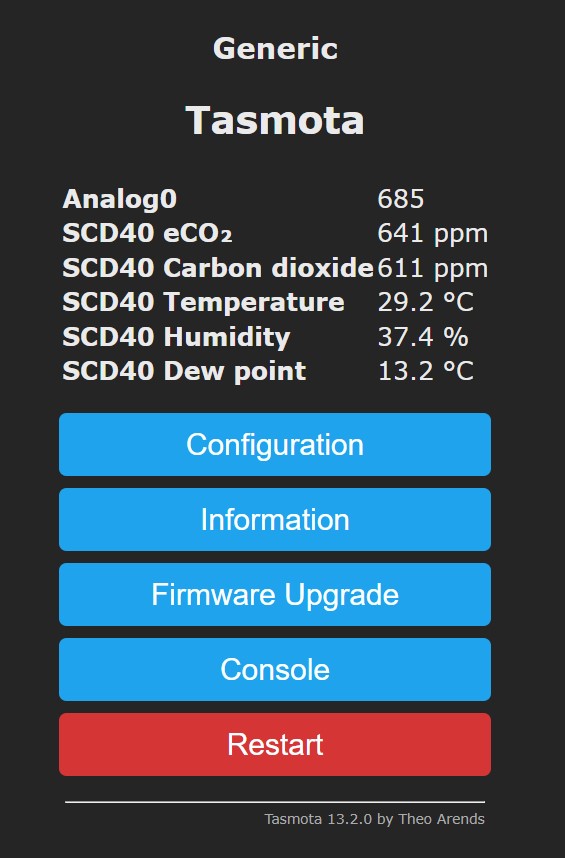 Generic
Tasmota
Analog0 685
SCD40 eCO₂ 641 ppm
SCD40 Carbon dioxide 611 ppm
SCD40 Temperature 29.2 °C
SCD40 Humidity 37.4 %
SCD40 Dew point 13.2 °C
Configuration
Information
Firmware Upgrade
Console
Restart
Tasmota 13.2.0 by Theo Arends